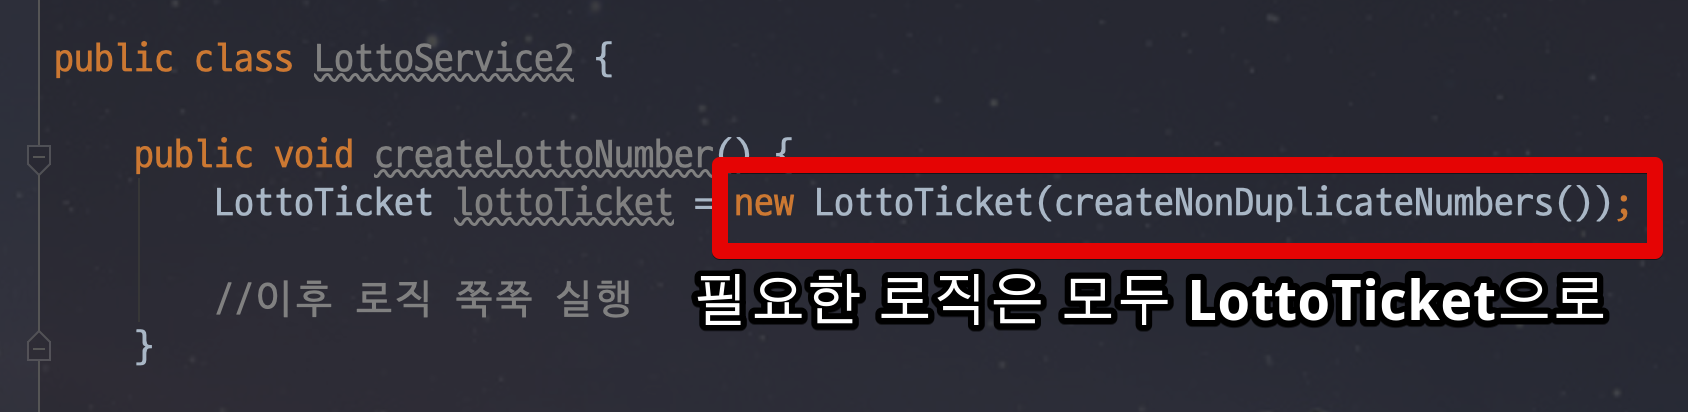 public class LottoService2 {
public void createLottoNumber() {
LottoTicket lottoTicket = new LottoTicket(createNonDuplicateNumbers());
//이후 로직 쭉쭉 실행
필요한 로직은 모두 LottoTicket으로
}